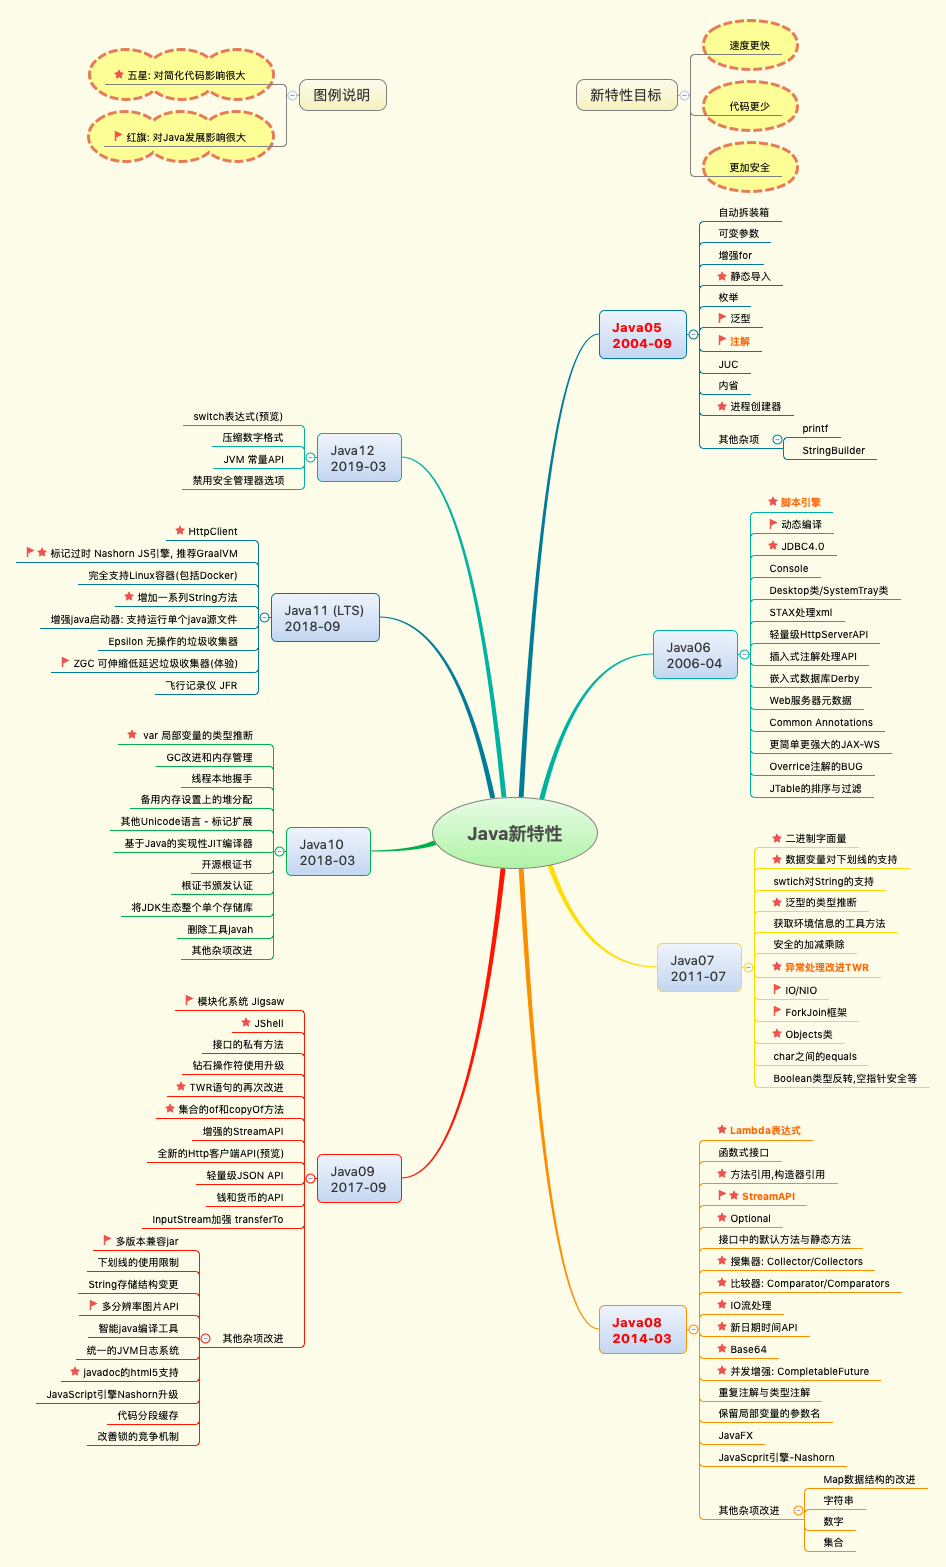 五星: 对简化代码影响很大
红旗: 对Java发展影响很大
图例说明
新特性目标
速度更快
代码更少
更加安全
Java新特性
Java05
2004-09
自动拆装箱
可变参数
增强for
静态导入
枚举
泛型
注解
JUC
内省
进程创建器
其他杂项
printf
StringBuilder
Java06
2006-04
脚本引擎
动态编译
JDBC4.0
Console
Desktop类/SystemTray类
STAX处理xml
轻量级HttpServerAPI
插入式注解处理API
嵌入式数据库Derby
Web服务器元数据
Common Annotations
更简单更强大的JAX-WS
Overrice注解的BUG
JTable的排序与过滤
Java07
2011-07
二进制字面量
数据变量对下划线的支持
swtich对String的支持
泛型的类型推断
获取环境信息的工具方法
安全的加减乘除
异常处理改进TWR
IO/NIO
ForkJoin框架
Objects类
char之间的equals
Boolean类型反转,空指针安全等
Java08
2014-03
Lambda表达式
函数式接口
方法引用,构造器引用
StreamAPI
Optional
接口中的默认方法与静态方法
搜集器: Collector/Collectors
比较器: Comparator/Comparators
IO流处理
新日期时间API
Base64
并发增强: CompletableFuture
重复注解与类型注解
保留局部变量的参数名
JavaFX
JavaScprit引擎-Nashorn
其他杂项改进
Map数据结构的改进
字符串
数字
集合
Java12
2019-03
switch表达式(预览)
压缩数字格式
JVM 常量API
禁用安全管理器选项
Java11 (LTS)
2018-09
HttpClient
标记过时 Nashorn JS引擎, 推荐GraalVM
完全支持Linux容器(包括Docker)
增加一系列String方法
增强java启动器: 支持运行单个java源文件
Epsilon 无操作的垃圾收集器
ZGC 可伸缩低延迟垃圾收集器(体验)
飞行记录仪 JFR
Java10
2018-03
var 局部变量的类型推断
GC改进和内存管理
线程本地握手
备用内存设置上的堆分配
其他Unicode语言 - 标记扩展
基于Java的实现性JIT编译器
开源根证书
根证书颁发认证
将JDK生态整个单个存储库
删除工具javah
其他杂项改进
Java09
2017-09
模块化系统 Jigsaw
JShell
接口的私有方法
钻石操作符使用升级
TWR语句的再次改进
集合的of和copyOf方法
增强的StreamAPI
全新的Http客户端API(预览)
轻量级JSON API
钱和货币的API
InputStream加强 transferTo
其他杂项改进
多版本兼容jar
下划线的使用限制
String存储结构变更
多分辨率图片API
智能java编译工具
统一的JVM日志系统
javadoc的html5支持
JavaScript引擎Nashorn升级
代码分段缓存
改善锁的竞争机制